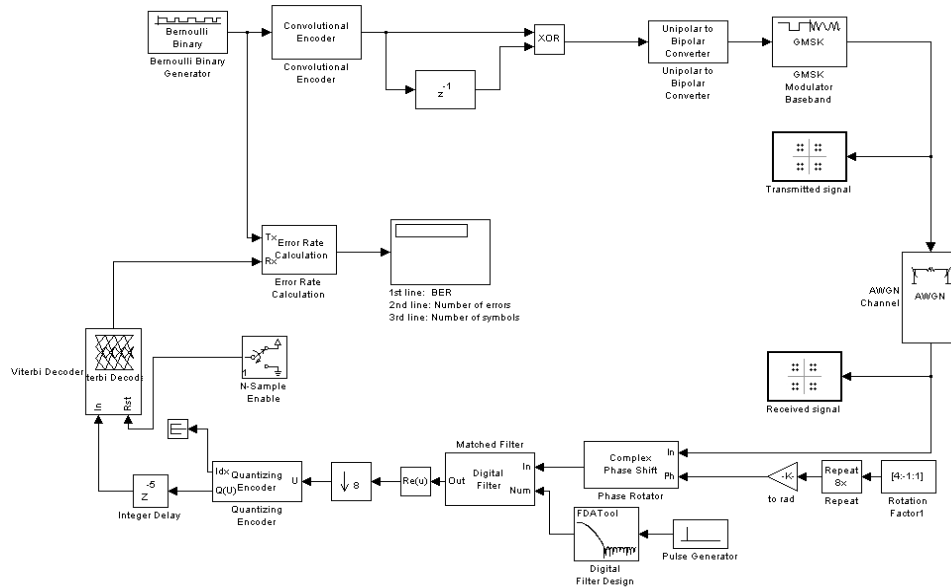 Bernoulli
Binary
Bernoulli Binary
Generator
Convolutional
Encoder
Convolutional
Encoder
z-1
XOR
Unipolar to
Bipolar
Converter
Unipolar to
Bipolar
Converter
GMSK
GMSK
Modulator
Baseband
Transmitted signal
Tx
Rx
Error Rate
Calculation
Error Rate
Calculation
1st line: BER
2nd line: Number of errors
3rd line: Number of symbols
AWGN
Channel
AWGN
Viterbi Decoder
terbi Decode
In
Rst
1
N-Sample
Enable
Received signal
Matched Filter
Idx
Q(U)
Quantizing
Encoder
U
Quantizing
Encoder
↓ 8
Re(u)
Out
Digital
Filter
In
Num
Complex
Phase Shift
In
Ph
Phase Rotator
-K-
to rad
Repeat
8x
Repeat
[4:-1:1]
Rotation
Factor1
z-5
Integer Delay
FDATool
Digital
Filter Design
Pulse Generator